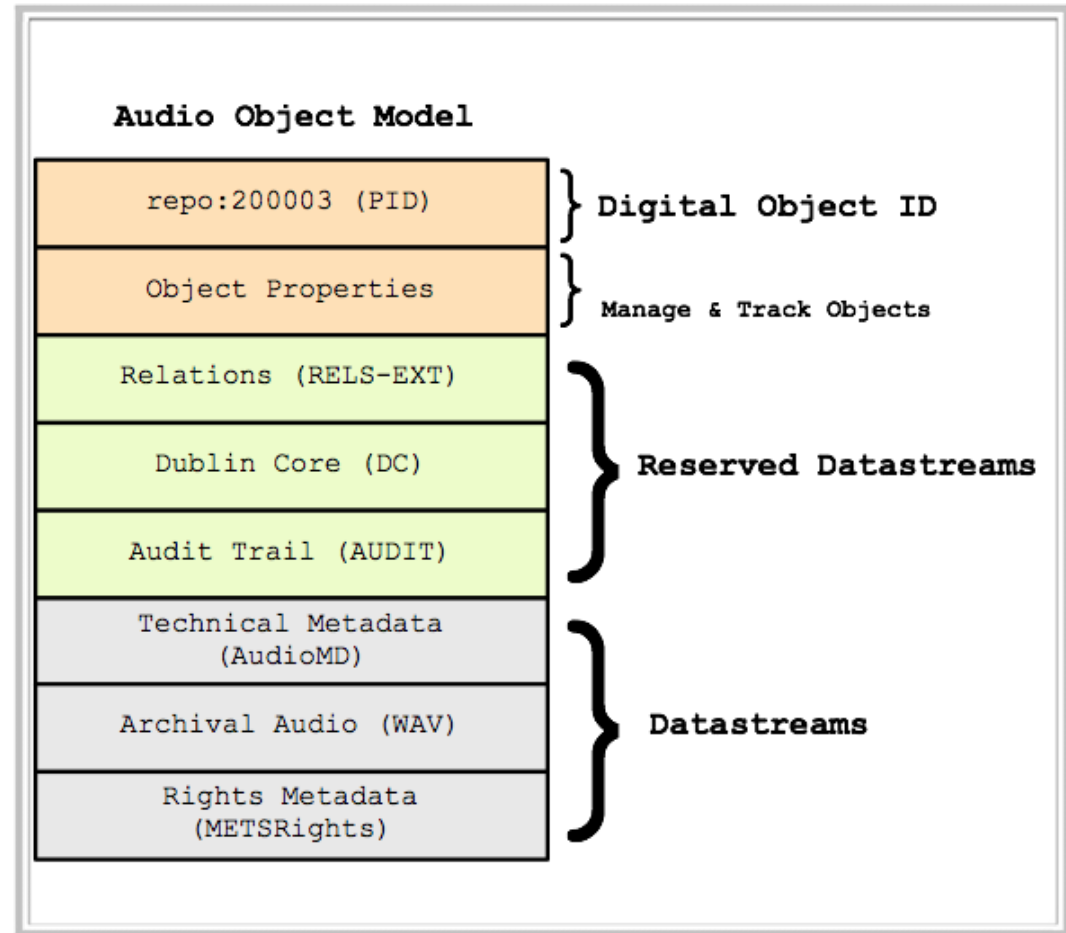 Audio Object Model
repo:200003 (PID)
Digital Object ID
Object Properties
Manage & Track Objects
Relations (RELS-EXT)
Dublin Core (DC)
Reserved Datastreams
Audit Trail (AUDIT)
Technical Metadata
(AudioMD)
Archival Audio (WAV)
Datastreams
Rights Metadata
(METSRights)